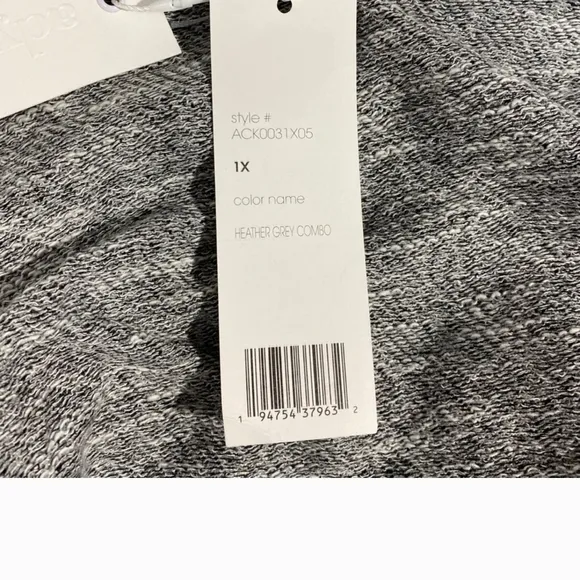 style #
ACK0031X05
1X
color name
HEATHER GREY COMBO
1 94754 37963 2